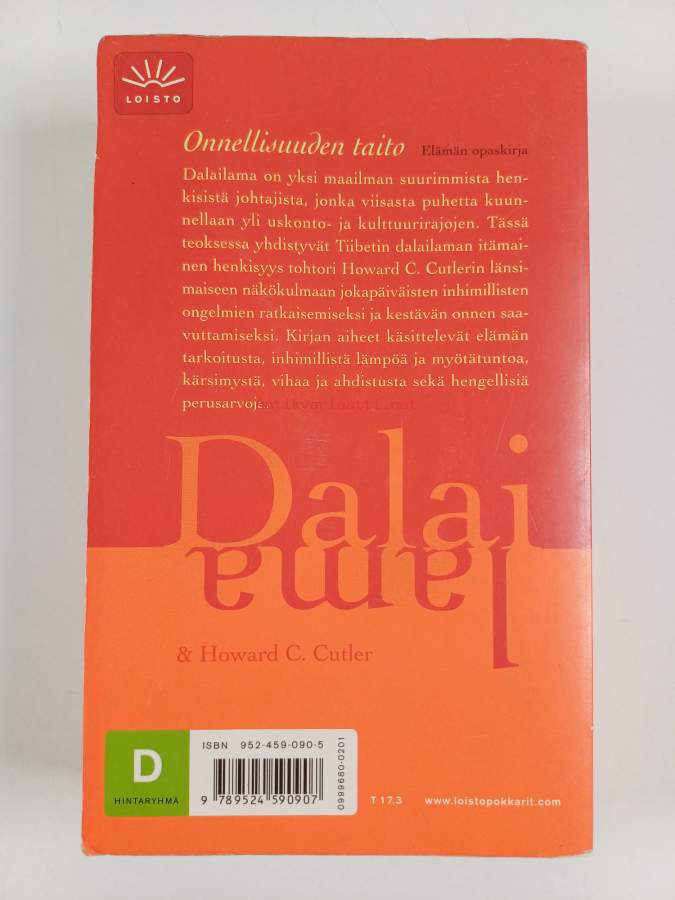 LOISTO
Onnellisuuden taito Elämän opaskirja
Dalailama on yksi maailman suurimmista hen-
kisistä johtajista, jonka viisasta puhetta kuun-
nellaan yli uskonto- ja kulttuurirajojen. Tässä
teoksessa yhdistyvät Tiibetin dalailaman itämai-
nen henkisyys tohtori Howard C. Cutlerin länsi-
maiseen näkökulmaan jokapäiväisten inhimillisten
ongelmien ratkaisemiseksi ja kestävän onnen saa-
vuttamiseksi. Kirjan aiheet käsittelevät elämän
tarkoitusta, inhimillistä lämpöä ja myötätuntoa,
kärsimystä, vihaa ja ahdistusta sekä hengellisiä
perusarvoja.
antikvariaatti.net
Dalai
lama
& Howard C. Cutler
D
HINTARYHMÄ
ISBN 952-459-090-5
9 789524 590907
0999680-0201
T 17.3 www.loistopokkarit.com